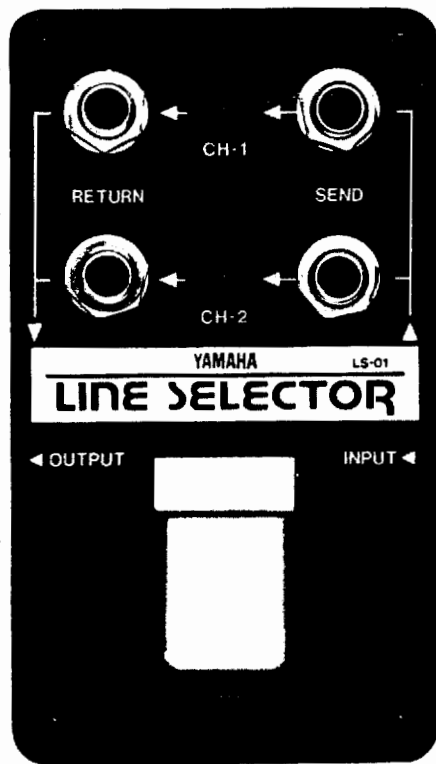 CH-1
RETURN SEND
CH-2
YAMAHA LS-01
LINE SELECTOR
OUTPUT INPUT